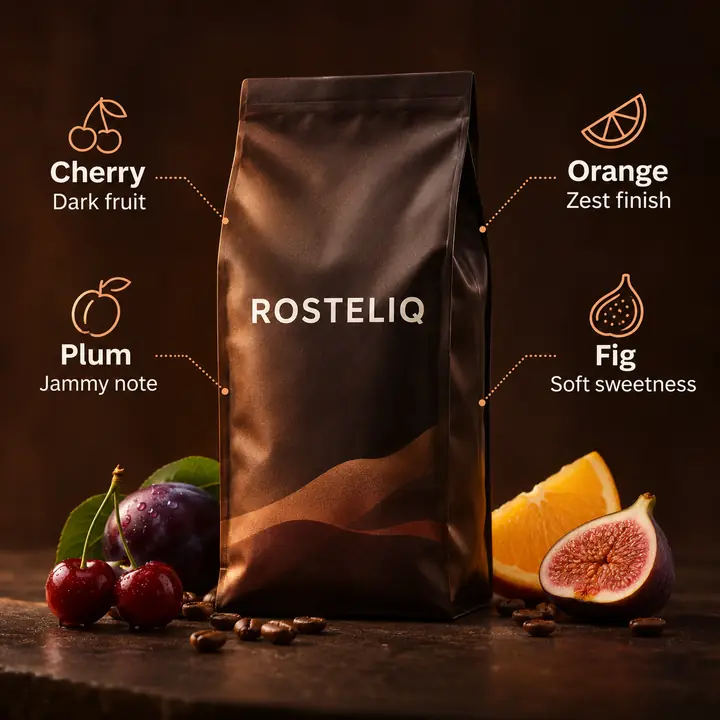 Cherry
Dark fruit
Orange
Zest finish
ROSTELIQ
Plum
Jammy note
Fig
Soft sweetness